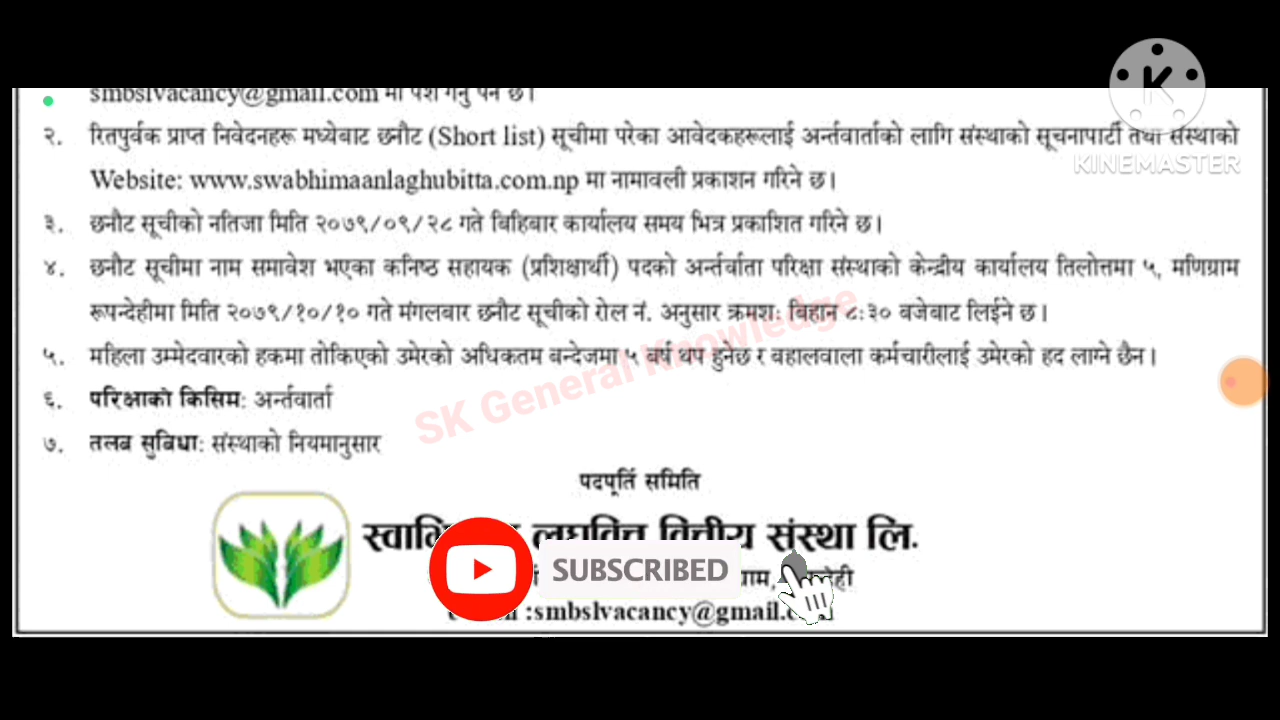 smbslvacancy@gmail.com मा पेश गर्नु पर्ने छ।
२. रितपुर्वक प्राप्त निवेदनहरू मध्येबाट छनौट (Short list) सूचीमा परेका आवेदकहरूलाई अर्न्तवार्ताको लागि संस्थाको सूचनापाटी तथा संस्थाको
KINEMASTER
Website: www.swabhimaanlaghubitta.com.np मा नामावली प्रकाशन गरिने छ।
३. छनौट सूचीको नतिजा मिति २०७९/०९/२८ गते बिहिबार कार्यालय समय भित्र प्रकाशित गरिने छ।
४. छनौट सूचीमा नाम समावेश भएका कनिष्ठ सहायक (प्रशिक्षार्थी) पदको अर्न्तर्वाता परिक्षा संस्थाको केन्द्रीय कार्यालय तिलोत्तमा ५, मणिग्राम
रूपन्देहीमा मिति २०७९/१०/१० गते मंगलबार छनौट सूचीको रोल नं. अनुसार क्रमशः बिहान ८:३० बजेबाट लिईने छ।
५. महिला उम्मेदवारको हकमा तोकिएको उमेरको अधिकतम बन्देजमा ५ बर्ष थप हुनेछ र बहालवाला कर्मचारीलाई उमेरको हद लाग्ने छैन।
SK General Knowledge
६. परिक्षाको किसिम: अर्न्तवार्ता
७. तलब सुविधा: संस्थाको नियमानुसार
पदपूर्ति समिति
लघुवित्त वित्तीय संस्था लि.
SUBSCRIBED
:smbslvacancy@gmail.com